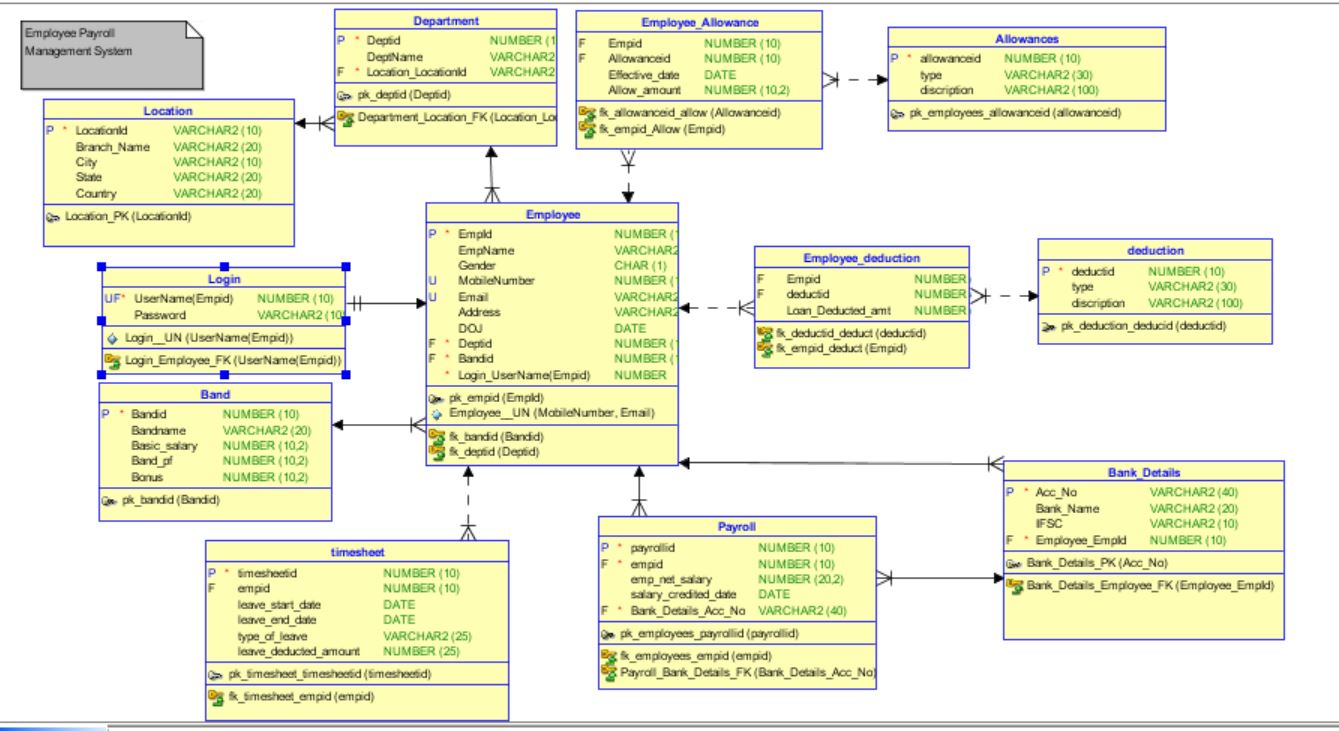 Employee Payroll
Management System
Department
P * Deptid NUMBER (1
DeptName VARCHAR2
F * Location_LocationId VARCHAR2
pk_deptid (Deptid)
Department_Location_FK (Location_Lo
Employee_Allowance
F Empid NUMBER (10)
F Allowanceid NUMBER (10)
Effective_date DATE
Allow_amount NUMBER (10,2)
fk_allowanceid_allow (Allowanceid)
fk_empid_Allow (Empid)
Allowances
P * allowanceid NUMBER (10)
type VARCHAR2 (30)
discription VARCHAR2 (100)
pk_employees_allowanceid (allowanceid)
Location
P * LocationId VARCHAR2 (10)
Branch_Name VARCHAR2 (20)
City VARCHAR2 (10)
State VARCHAR2 (20)
Country VARCHAR2 (20)
Location_PK (LocationId)
Employee
P * EmpId NUMBER (1
EmpName VARCHAR2
Gender CHAR (1)
U MobileNumber NUMBER (1
U Email VARCHAR2
Address VARCHAR2
DOJ DATE
F * Deptid NUMBER (1
F * Bandid NUMBER (1
* Login_UserName(Empid) NUMBER
pk_empid (EmpId)
Employee__UN (MobileNumber, Email)
fk_bandid (Bandid)
fk_deptid (Deptid)
Employee_deduction
F Empid NUMBER
F deductid NUMBER
Loan_Deducted_amt NUMBER
fk_deductid_deduct (deductid)
fk_empid_deduct (Empid)
deduction
P * deductid NUMBER (10)
type VARCHAR2 (30)
discription VARCHAR2 (100)
pk_deduction_deducid (deductid)
Login
UF* UserName(Empid) NUMBER (10)
Password VARCHAR2 (10
Login__UN (UserName(Empid))
Login_Employee_FK (UserName(Empid))
Band
P * Bandid NUMBER (10)
Bandname VARCHAR2 (20)
Basic_salary NUMBER (10,2)
Band_pf NUMBER (10,2)
Bonus NUMBER (10,2)
pk_bandid (Bandid)
Bank_Details
P * Acc_No VARCHAR2 (40)
Bank_Name VARCHAR2 (20)
IFSC VARCHAR2 (10)
F * Employee_EmpId NUMBER (10)
Bank_Details_PK (Acc_No)
Bank_Details_Employee_FK (Employee_EmpId)
Payroll
P * payrollid NUMBER (10)
F * empid NUMBER (10)
emp_net_salary NUMBER (20,2)
salary_credited_date DATE
F * Bank_Details_Acc_No VARCHAR2 (40)
pk_employees_payrollid (payrollid)
fk_employees_empid (empid)
Payroll_Bank_Details_FK (Bank_Details_Acc_No)
timesheet
P * timesheetid NUMBER (10)
F empid NUMBER (10)
leave_start_date DATE
leave_end_date DATE
type_of_leave VARCHAR2 (25)
leave_deducted_amount NUMBER (25)
pk_timesheet_timesheetid (timesheetid)
fk_timesheet_empid (empid)